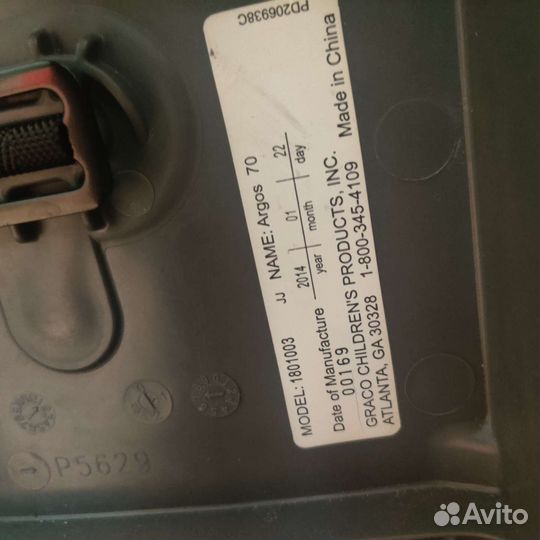 PD206938C
MODEL: 1801003 JJ NAME: Argos 70
Date of Manufacture 2014 / 01 / 22
year month day
00169
GRACO CHILDREN'S PRODUCTS, INC.
ATLANTA, GA 30328 1-800-345-4109 Made in China
P5629
Avito